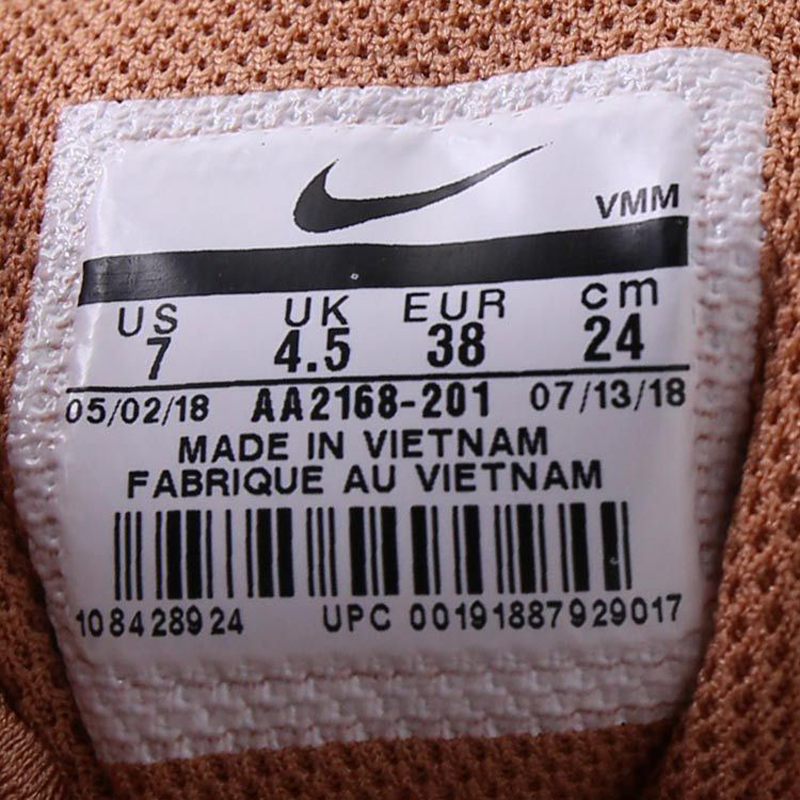 VMM
US UK EUR cm
7 4.5 38 24
05/02/18 AA2168-201 07/13/18
MADE IN VIETNAM
FABRIQUE AU VIETNAM
108428924 UPC 00191887929017